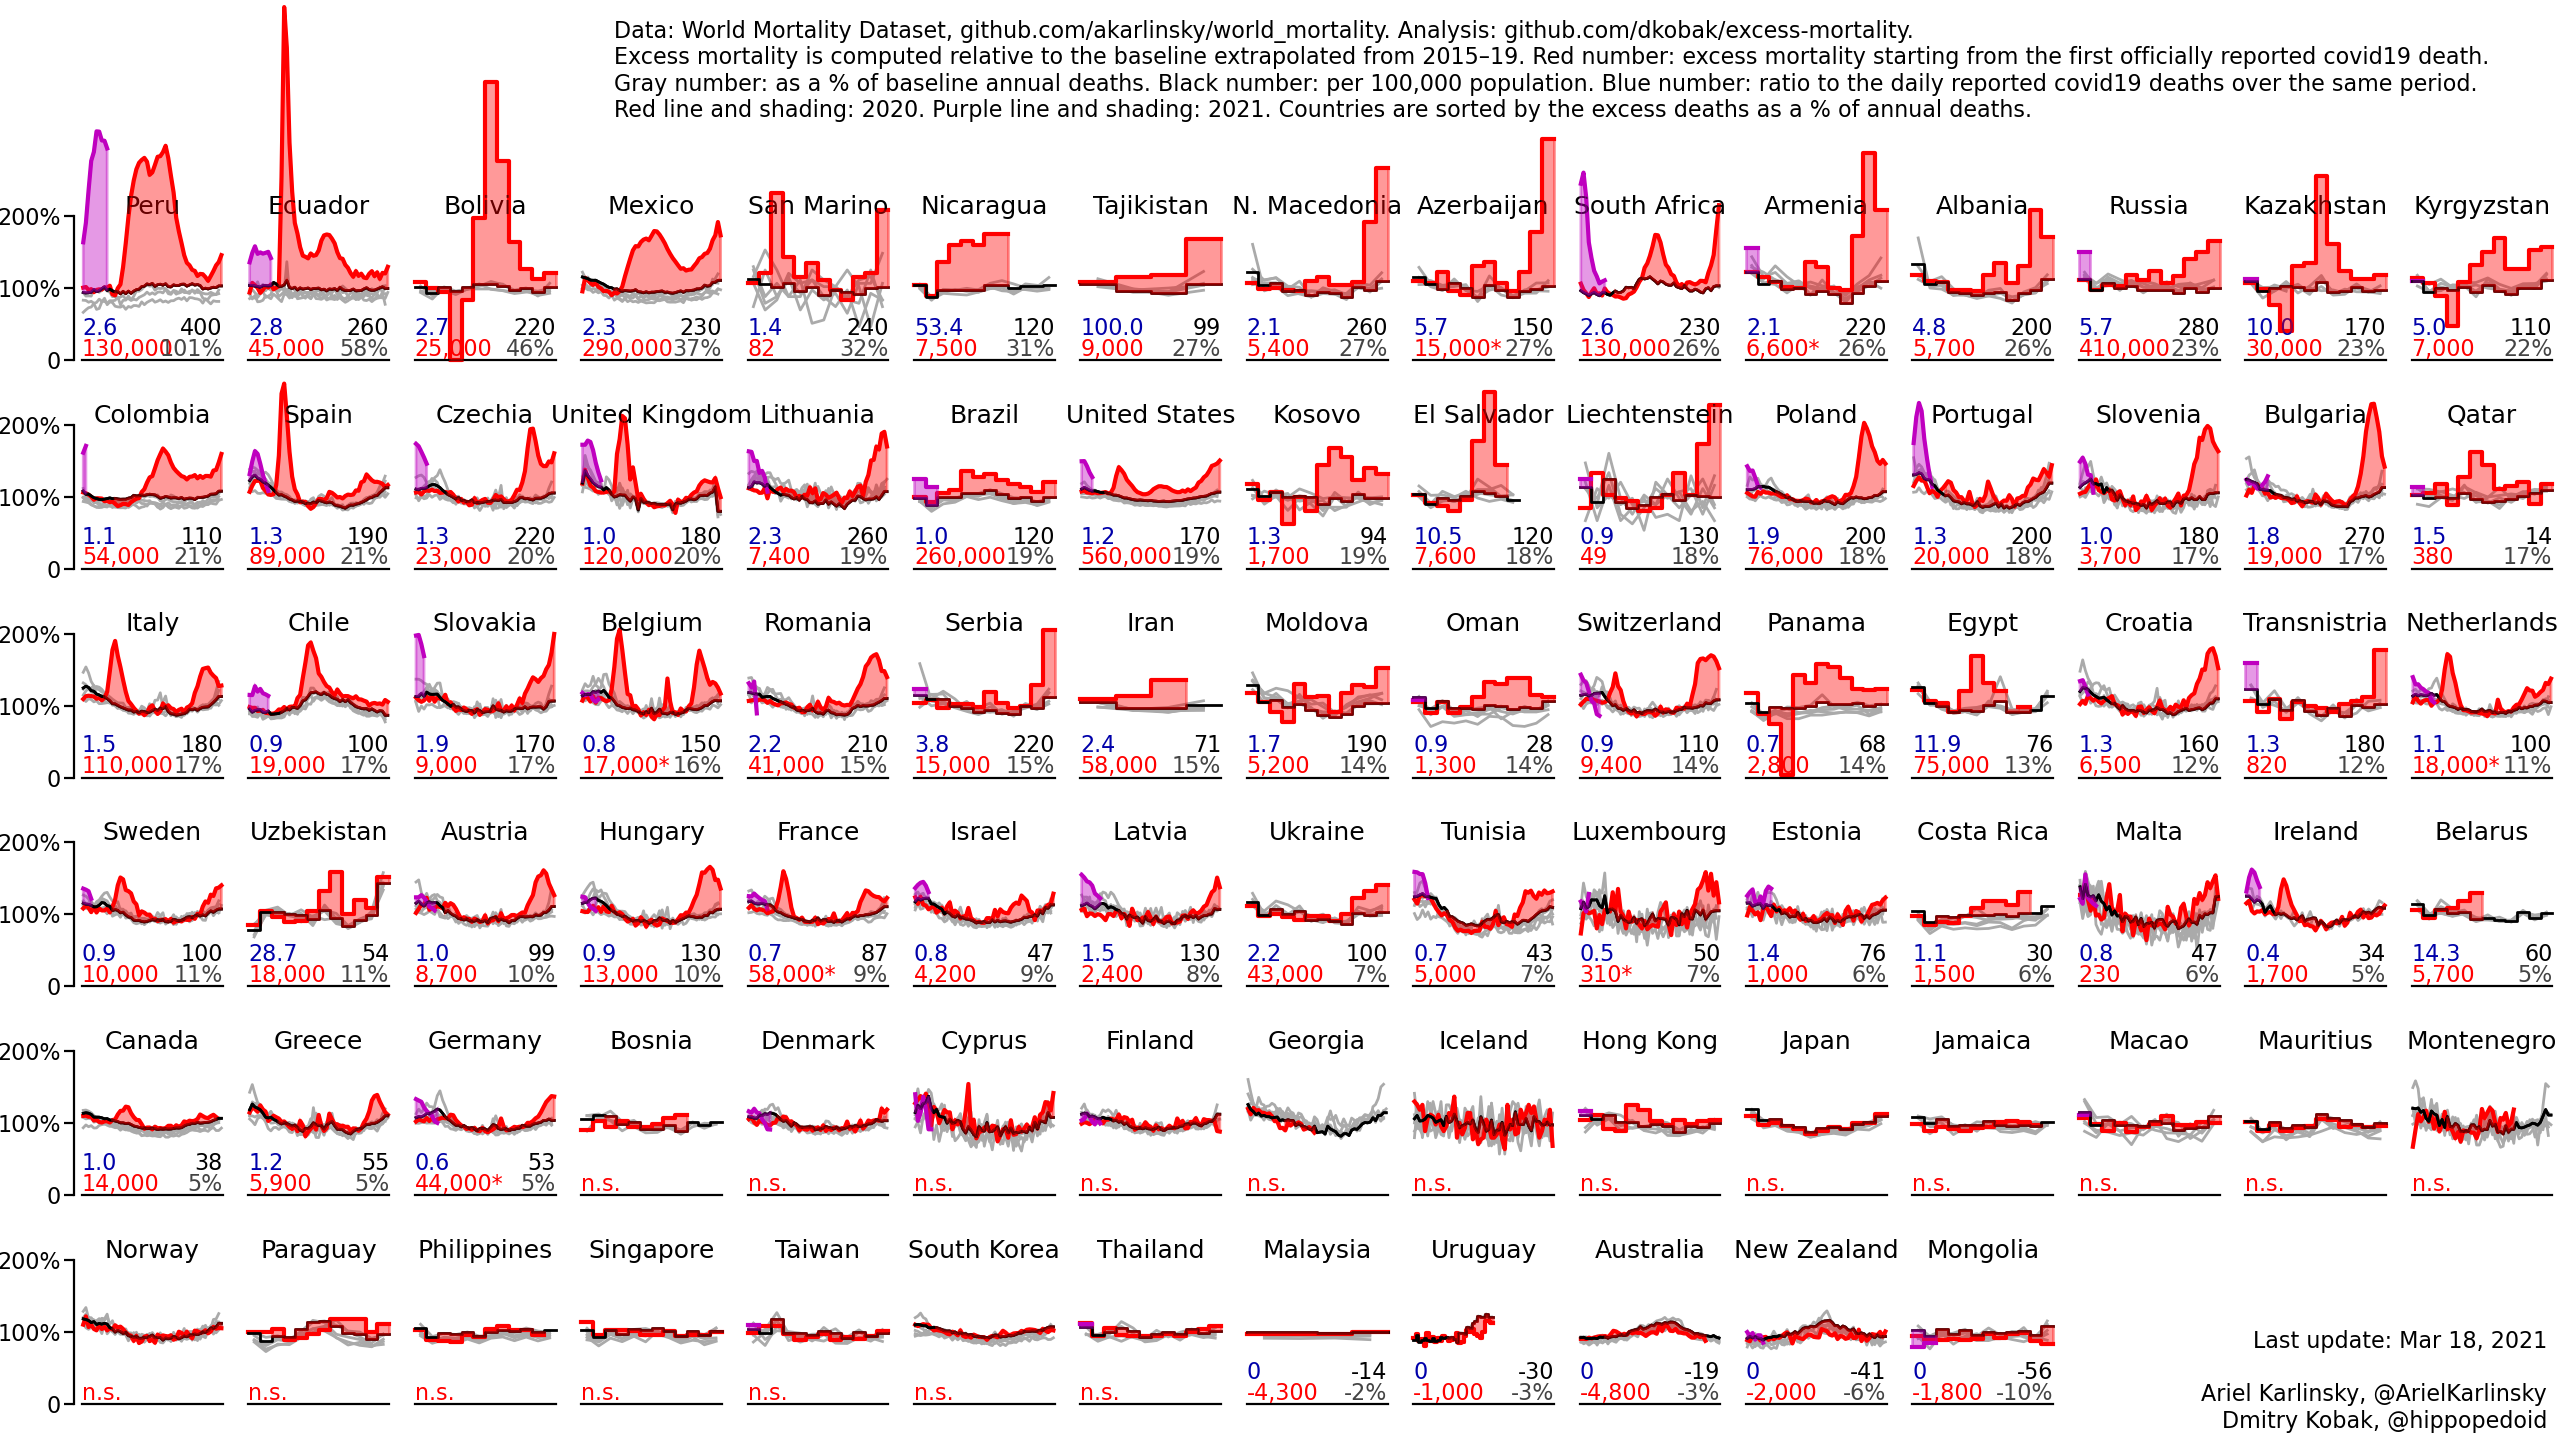 Data: World Mortality Dataset, github.com/akarlinsky/world_mortality. Analysis: github.com/dkobak/excess-mortality.
Excess mortality is computed relative to the baseline extrapolated from 2015–19. Red number: excess mortality starting from the first officially reported covid19 death.
Gray number: as a % of baseline annual deaths. Black number: per 100,000 population. Blue number: ratio to the daily reported covid19 deaths over the same period.
Red line and shading: 2020. Purple line and shading: 2021. Countries are sorted by the excess deaths as a % of annual deaths.
200% Peru Ecuador Bolivia Mexico San Marino Nicaragua Tajikistan N. Macedonia Azerbaijan South Africa Armenia Albania Russia Kazakhstan Kyrgyzstan
100%
2.6 400 2.8 260 2.7 220 2.3 230 1.4 240 53.4 120 100.0 99 2.1 260 5.7 150 2.6 230 2.1 220 4.8 200 5.7 280 10.0 170 5.0 110
0 130,000 101% 45,000 58% 25,000 46% 290,000 37% 82 32% 7,500 31% 9,000 27% 5,400 27% 15,000* 27% 130,000 26% 6,600* 26% 5,700 26% 410,000 23% 30,000 23% 7,000 22%
200% Colombia Spain Czechia United Kingdom Lithuania Brazil United States Kosovo El Salvador Liechtenstein Poland Portugal Slovenia Bulgaria Qatar
100%
1.1 110 1.3 190 1.3 220 1.0 180 2.3 260 1.0 120 1.2 170 1.3 94 10.5 120 0.9 130 1.9 200 1.3 200 1.0 180 1.8 270 1.5 14
0 54,000 21% 89,000 21% 23,000 20% 120,000 20% 7,400 19% 260,000 19% 560,000 19% 1,700 19% 7,600 18% 49 18% 76,000 18% 20,000 18% 3,700 17% 19,000 17% 380 17%
200% Italy Chile Slovakia Belgium Romania Serbia Iran Moldova Oman Switzerland Panama Egypt Croatia Transnistria Netherlands
100%
1.5 180 0.9 100 1.9 170 0.8 150 2.2 210 3.8 220 2.4 71 1.7 190 0.9 28 0.9 110 0.7 68 11.9 76 1.3 160 1.3 180 1.1 100
0 110,000 17% 19,000 17% 9,000 17% 17,000* 16% 41,000 15% 15,000 15% 58,000 15% 5,200 14% 1,300 14% 9,400 14% 2,800 14% 75,000 13% 6,500 12% 820 12% 18,000* 11%
200% Sweden Uzbekistan Austria Hungary France Israel Latvia Ukraine Tunisia Luxembourg Estonia Costa Rica Malta Ireland Belarus
100%
0.9 100 28.7 54 1.0 99 0.9 130 0.7 87 0.8 47 1.5 130 2.2 100 0.7 43 0.5 50 1.4 76 1.1 30 0.8 47 0.4 34 14.3 60
0 10,000 11% 18,000 11% 8,700 10% 13,000 10% 58,000* 9% 4,200 9% 2,400 8% 43,000 7% 5,000 7% 310* 7% 1,000 6% 1,500 6% 230 6% 1,700 5% 5,700 5%
200% Canada Greece Germany Bosnia Denmark Cyprus Finland Georgia Iceland Hong Kong Japan Jamaica Macao Mauritius Montenegro
100%
1.0 38 1.2 55 0.6 53
0 14,000 5% 5,900 5% 44,000* 5% n.s. n.s. n.s. n.s. n.s. n.s. n.s. n.s. n.s. n.s. n.s. n.s.
200% Norway Paraguay Philippines Singapore Taiwan South Korea Thailand Malaysia Uruguay Australia New Zealand Mongolia
100%
0 -14 0 -30 0 -19 0 -41 0 -56
0 n.s. n.s. n.s. n.s. n.s. n.s. n.s. -4,300 -2% -1,000 -3% -4,800 -3% -2,000 -6% -1,800 -10%
Last update: Mar 18, 2021
Ariel Karlinsky, @ArielKarlinsky
Dmitry Kobak, @hippopedoid